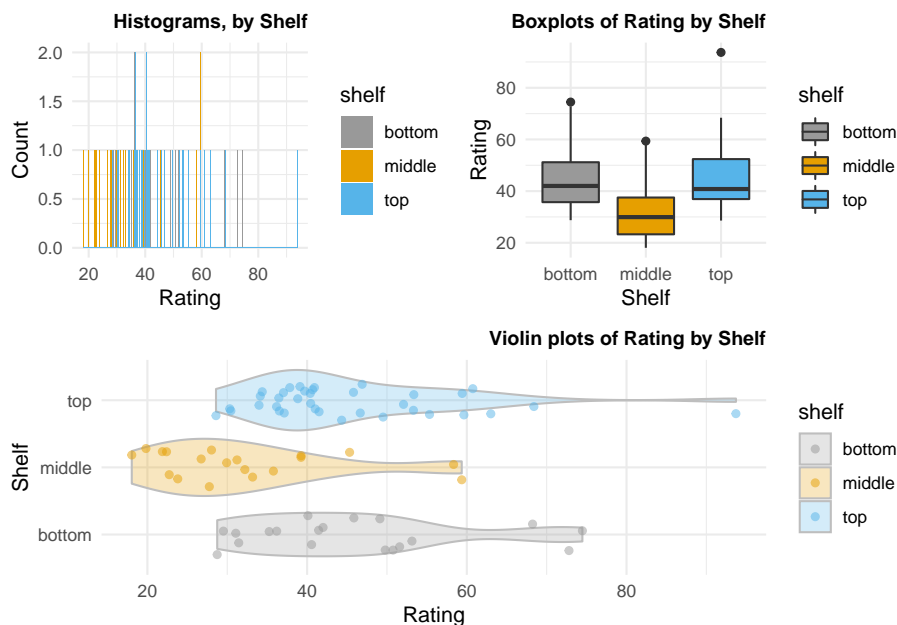 Histograms, by Shelf
2.0
1.5
1.0
0.5
0.0
Count
20 40 60 80
Rating
shelf
bottom
middle
top
Boxplots of Rating by Shelf
80
60
40
20
Rating
bottom middle top
Shelf
shelf
bottom
middle
top
Violin plots of Rating by Shelf
top
middle
bottom
Shelf
20 40 60 80
Rating
shelf
bottom
middle
top